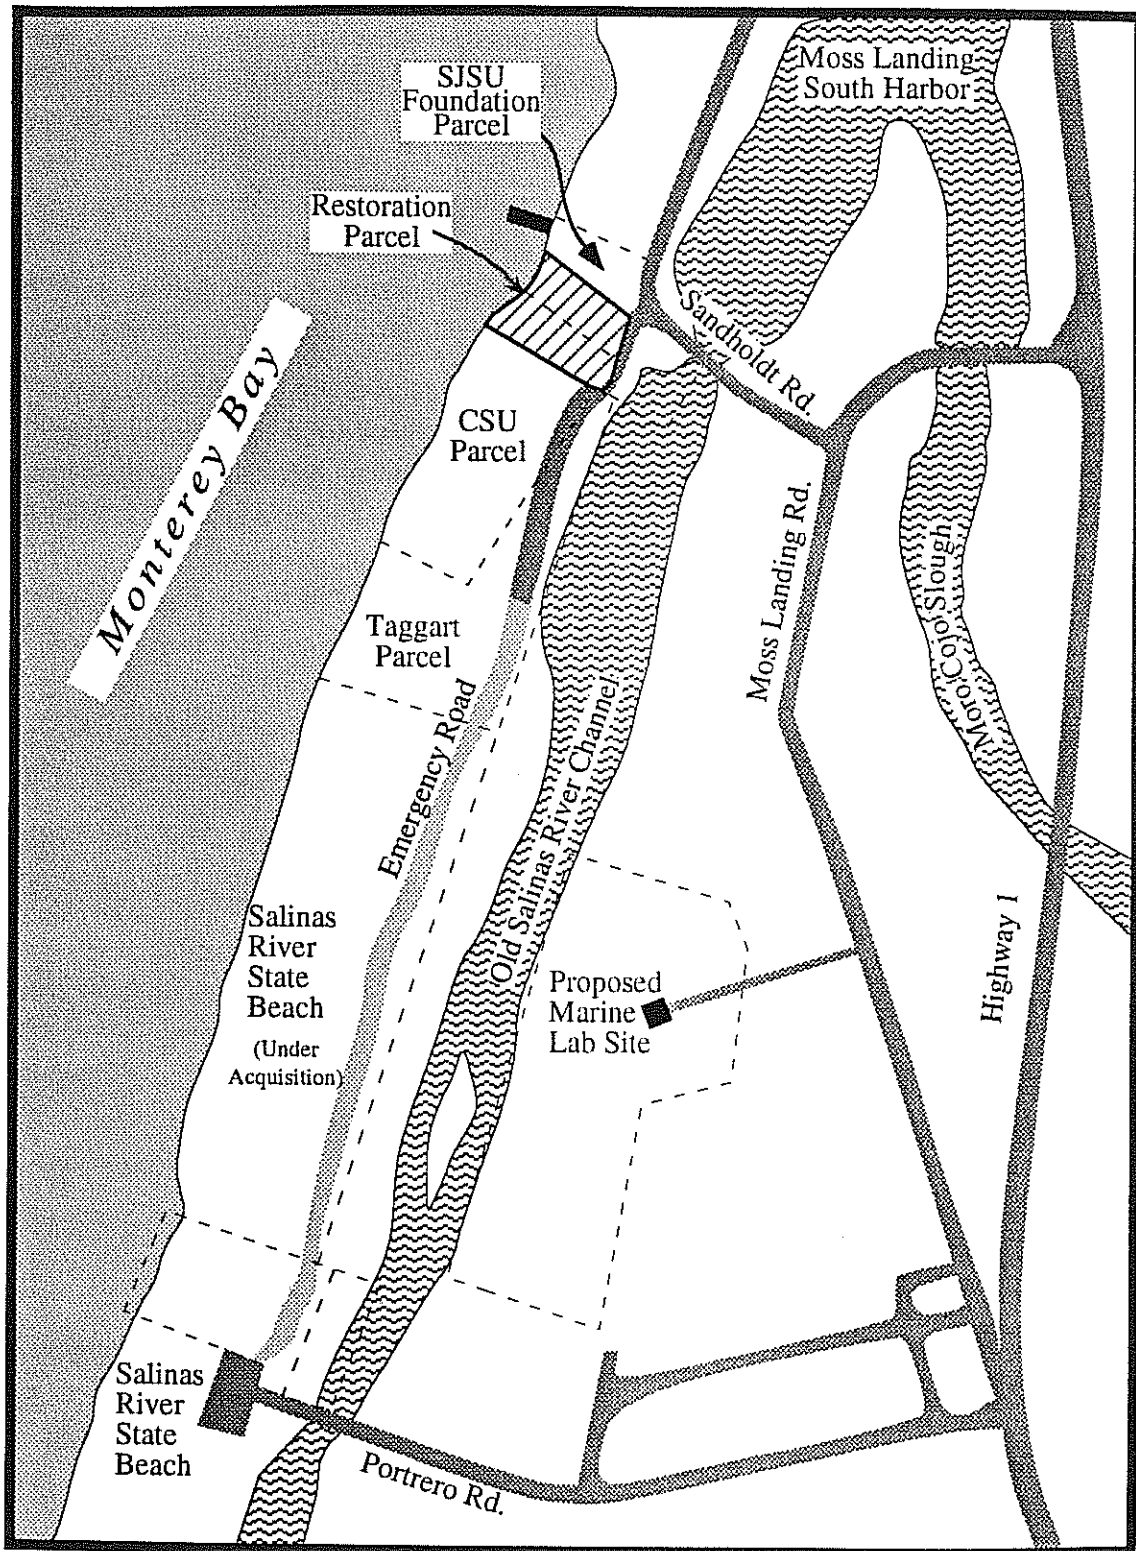 Moss Landing
South Harbor
SJSU
Foundation
Parcel
Restoration
Parcel
Sandholdt Rd.
Monterey Bay
CSU
Parcel
Moss Landing Rd.
Moro Cojo Slough
Taggart
Parcel
Emergency Road
Old Salinas River Channel
Salinas
River
State
Beach
(Under
Acquisition)
Proposed
Marine
Lab Site
Highway 1
Salinas
River
State
Beach
Portrero Rd.